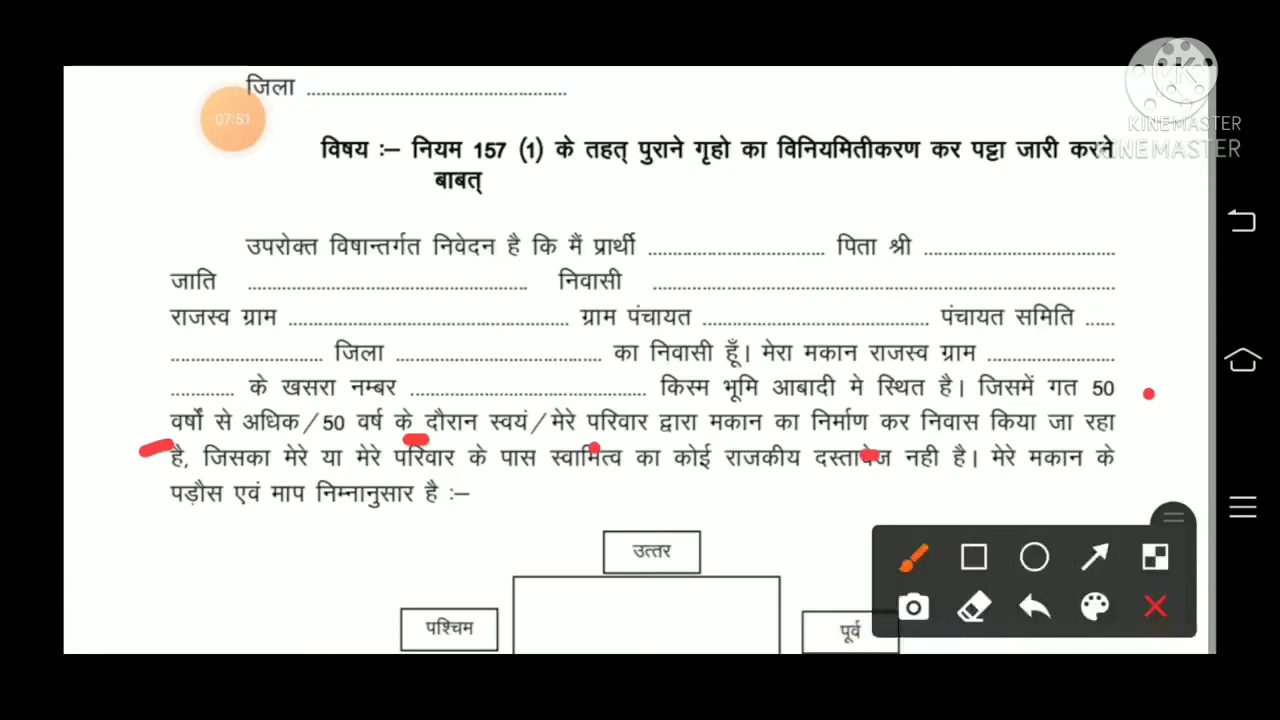 जिला ....................................................
07:51
KINEMASTER
KINEMASTER
विषय :– नियम 157 (1) के तहत् पुराने गृहो का विनियमितीकरण कर पट्टा जारी करने
बाबत्
उपरोक्त विषान्तर्गत निवेदन है कि मैं प्रार्थी .................................... पिता श्री .......................................
जाति ........................................................ निवासी ..............................................................................................
राजस्व ग्राम ......................................................... ग्राम पंचायत .............................................. पंचायत समिति ......
............................... जिला .......................................... का निवासी हूँ। मेरा मकान राजस्व ग्राम ..........................
............. के खसरा नम्बर ................................................ किस्म भूमि आबादी मे स्थित है। जिसमें गत 50
वर्षों से अधिक/50 वर्ष के दौरान स्वयं/मेरे परिवार द्वारा मकान का निर्माण कर निवास किया जा रहा
है, जिसका मेरे या मेरे परिवार के पास स्वामित्व का कोई राजकीय दस्तावेज नही है। मेरे मकान के
पड़ौस एवं माप निम्नानुसार है :–
उत्तर
पश्चिम
पूर्व